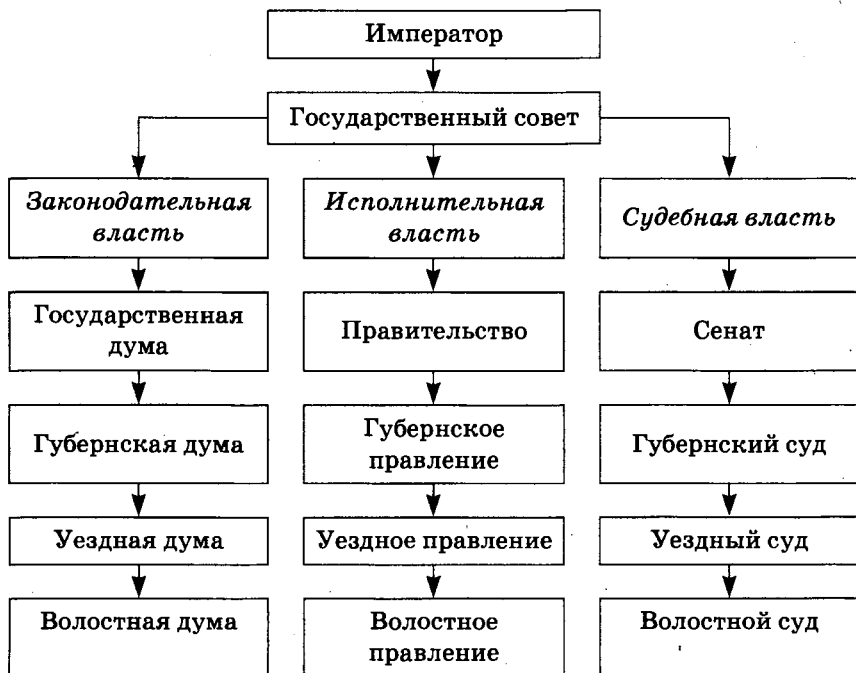 Император
Государственный совет
Законодательная
власть
Исполнительная
власть
Судебная власть
Государственная
дума
Правительство
Сенат
Губернская дума
Губернское
правление
Губернский суд
Уездная дума
Уездное правление
Уездный суд
Волостная дума
Волостное
правление
Волостной суд